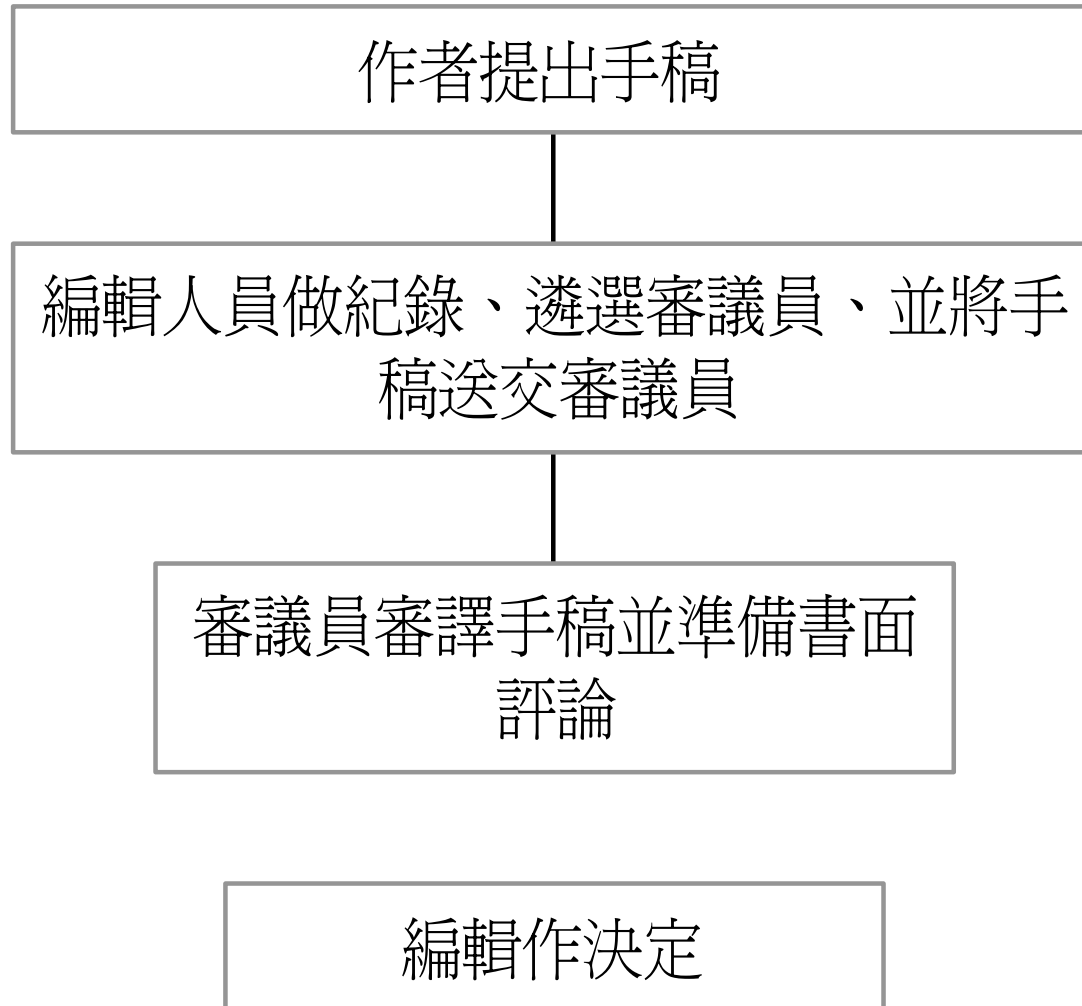 作者提出手稿
編輯人員做紀錄、遴選審議員、並將手
稿送交審議員
審議員審譯手稿並準備書面
評論
編輯作決定